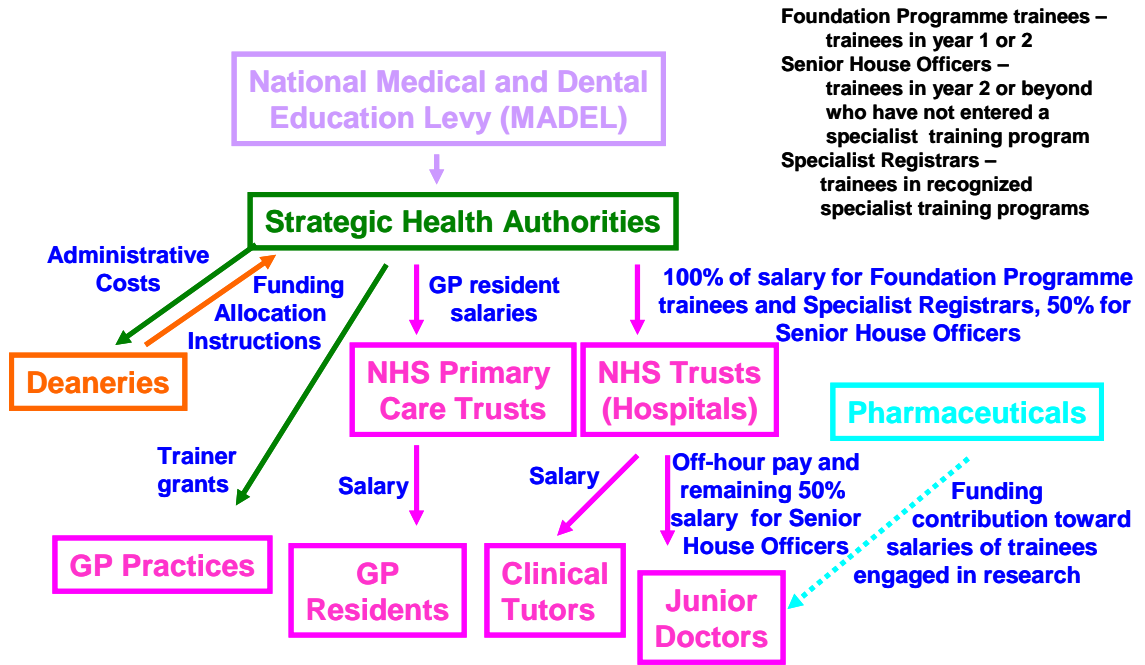 Foundation Programme trainees –
trainees in year 1 or 2
Senior House Officers –
trainees in year 2 or beyond
who have not entered a
specialist training program
Specialist Registrars –
trainees in recognized
specialist training programs
National Medical and Dental
Education Levy (MADEL)
Strategic Health Authorities
Administrative
Costs
Funding
Allocation
Instructions
GP resident
salaries
100% of salary for Foundation Programme
trainees and Specialist Registrars, 50% for
Senior House Officers
Deaneries
NHS Primary
Care Trusts
NHS Trusts
(Hospitals)
Pharmaceuticals
Trainer
grants
Salary
Salary
Off-hour pay and
remaining 50%
salary for Senior
House Officers
Funding
contribution toward
salaries of trainees
engaged in research
GP Practices
GP
Residents
Clinical
Tutors
Junior
Doctors